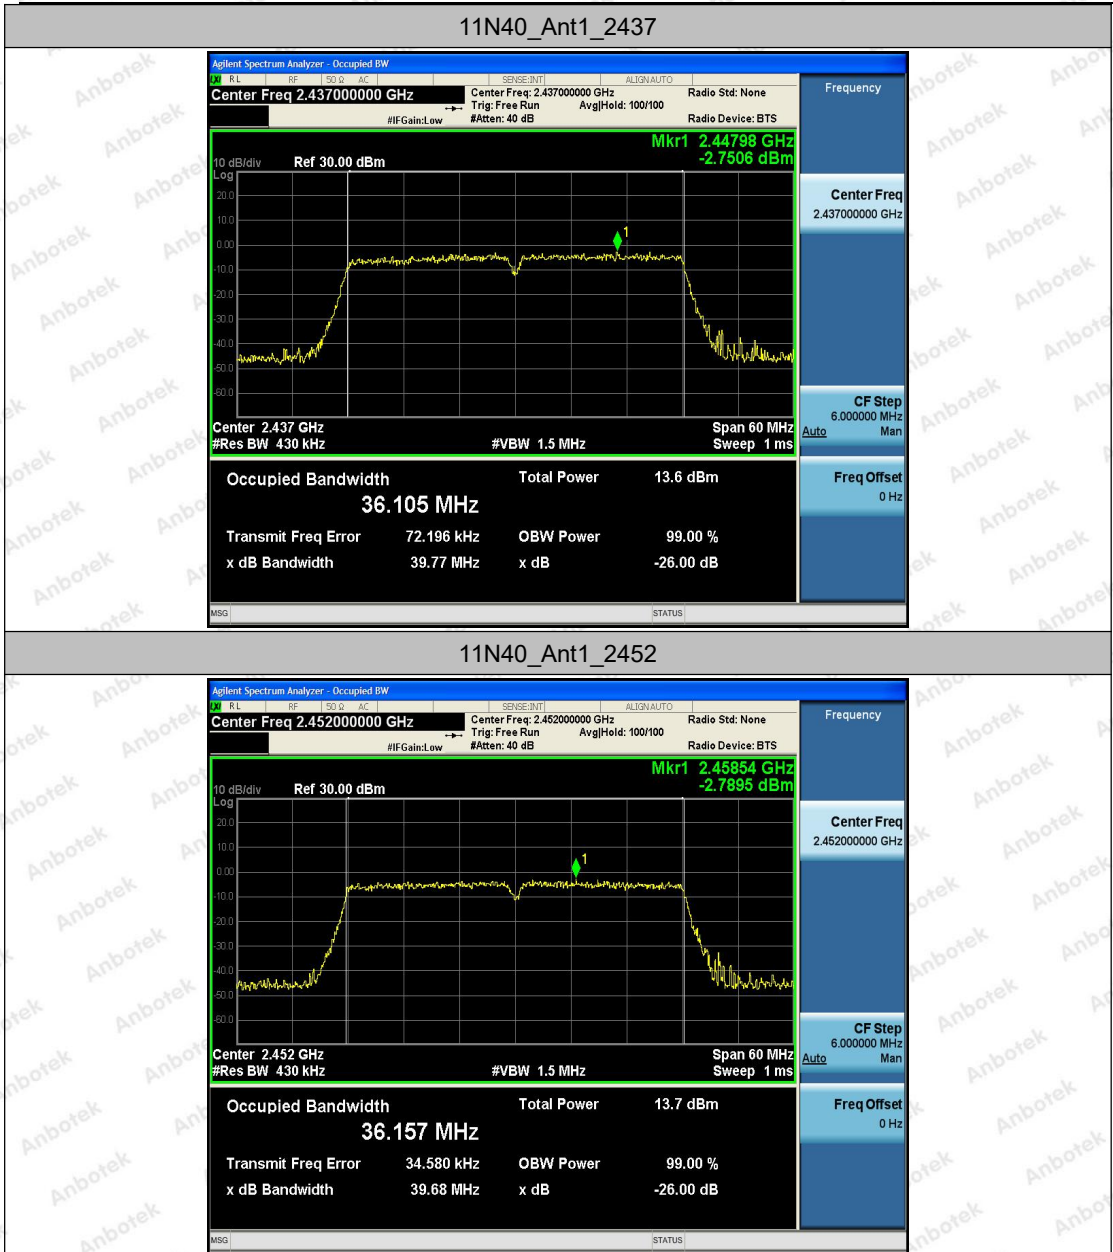 11N40_Ant1_2437
Agilent Spectrum Analyzer - Occupied BW
LXI RL RF 50 Ω AC SENSE:INT ALIGNAUTO
Center Freq 2.437000000 GHz
Center Freq: 2.437000000 GHz
Radio Std: None
Trig: Free Run Avg|Hold: 100/100
#IFGain:Low #Atten: 40 dB Radio Device: BTS
Mkr1 2.44798 GHz
-2.7506 dBm
10 dB/div Ref 30.00 dBm
Log
20.0
10.0
0.00
-10.0
-20.0
-30.0
-40.0
-50.0
-60.0
1
Center 2.437 GHz Span 60 MHz
#Res BW 430 kHz #VBW 1.5 MHz Sweep 1 ms
Occupied Bandwidth Total Power 13.6 dBm
36.105 MHz
Transmit Freq Error 72.196 kHz OBW Power 99.00 %
x dB Bandwidth 39.77 MHz x dB -26.00 dB
MSG STATUS
Frequency
Center Freq
2.437000000 GHz
CF Step
6.000000 MHz
Auto Man
Freq Offset
0 Hz
11N40_Ant1_2452
Agilent Spectrum Analyzer - Occupied BW
LXI RL RF 50 Ω AC SENSE:INT ALIGNAUTO
Center Freq 2.452000000 GHz
Center Freq: 2.452000000 GHz
Radio Std: None
Trig: Free Run Avg|Hold: 100/100
#IFGain:Low #Atten: 40 dB Radio Device: BTS
Mkr1 2.45854 GHz
-2.7895 dBm
10 dB/div Ref 30.00 dBm
Log
20.0
10.0
0.00
-10.0
-20.0
-30.0
-40.0
-50.0
-60.0
1
Center 2.452 GHz Span 60 MHz
#Res BW 430 kHz #VBW 1.5 MHz Sweep 1 ms
Occupied Bandwidth Total Power 13.7 dBm
36.157 MHz
Transmit Freq Error 34.580 kHz OBW Power 99.00 %
x dB Bandwidth 39.68 MHz x dB -26.00 dB
MSG STATUS
Frequency
Center Freq
2.452000000 GHz
CF Step
6.000000 MHz
Auto Man
Freq Offset
0 Hz
Anbotek